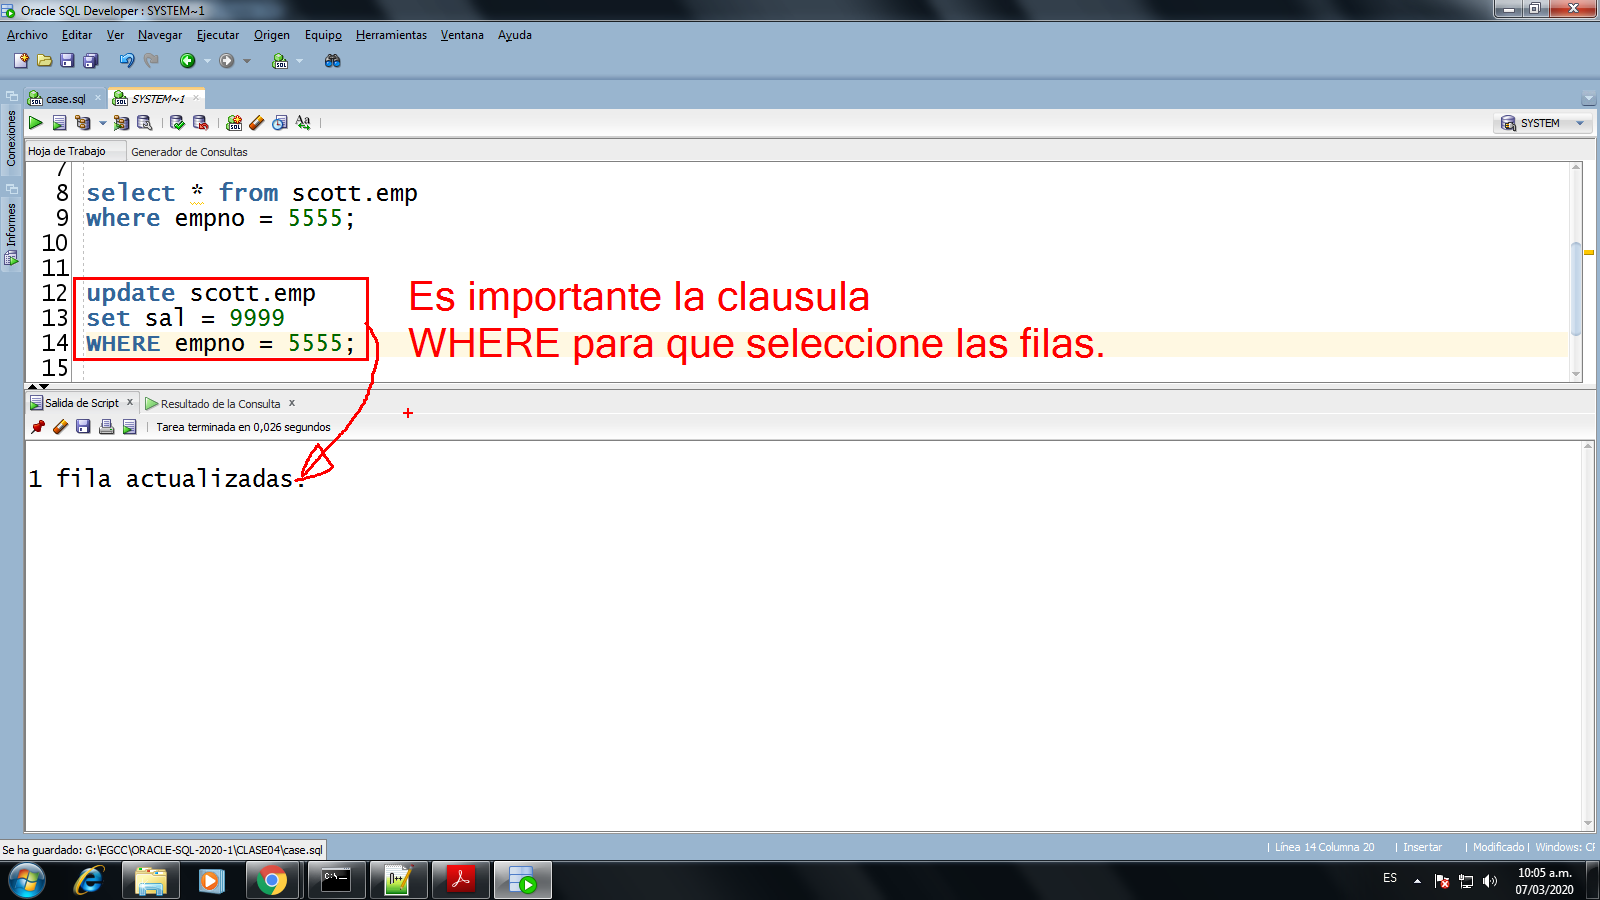 Oracle SQL Developer : SYSTEM~1
Archivo Editar Ver Navegar Ejecutar Origen Equipo Herramientas Ventana Ayuda
case.sql SYSTEM~1
SYSTEM
Hoja de Trabajo Generador de Consultas
Conexiones
Informes
7
8 select * from scott.emp
9 where empno = 5555;
10
11
12 update scott.emp
13 set sal = 9999
14 WHERE empno = 5555;
15
Es importante la clausula
WHERE para que seleccione las filas.
Salida de Script x Resultado de la Consulta x
Tarea terminada en 0,026 segundos
1 fila actualizadas.
Se ha guardado: G:\EGCC\ORACLE-SQL-2020-1\CLASE04\case.sql
Línea 14 Columna 20 | Insertar | Modificado | Windows: CF
ES
10:05 a.m.
07/03/2020